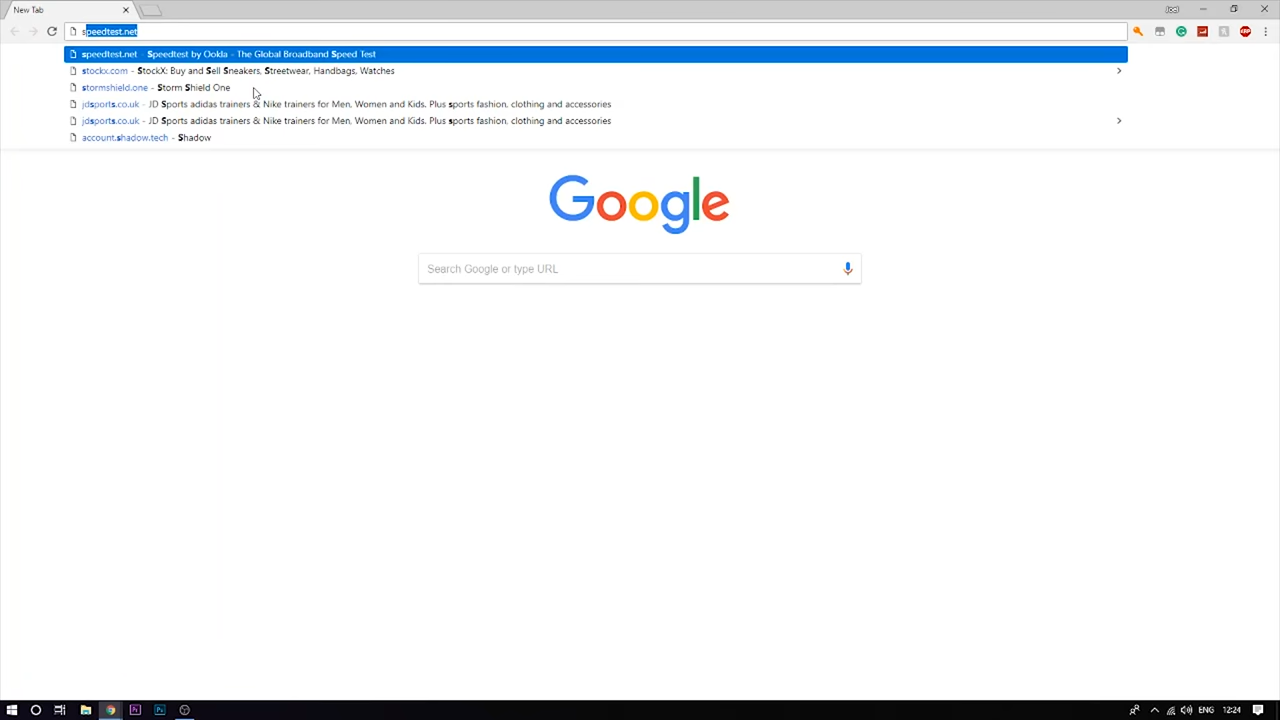 New Tab
speedtest.net
speedtest.net - Speedtest by Ookla - The Global Broadband Speed Test
stockx.com - StockX: Buy and Sell Sneakers, Streetwear, Handbags, Watches
stormshield.one - Storm Shield One
jdsports.co.uk - JD Sports adidas trainers & Nike trainers for Men, Women and Kids. Plus sports fashion, clothing and accessories
jdsports.co.uk - JD Sports adidas trainers & Nike trainers for Men, Women and Kids. Plus sports fashion, clothing and accessories
account.shadow.tech - Shadow
Google
Search Google or type URL
ENG 12:24